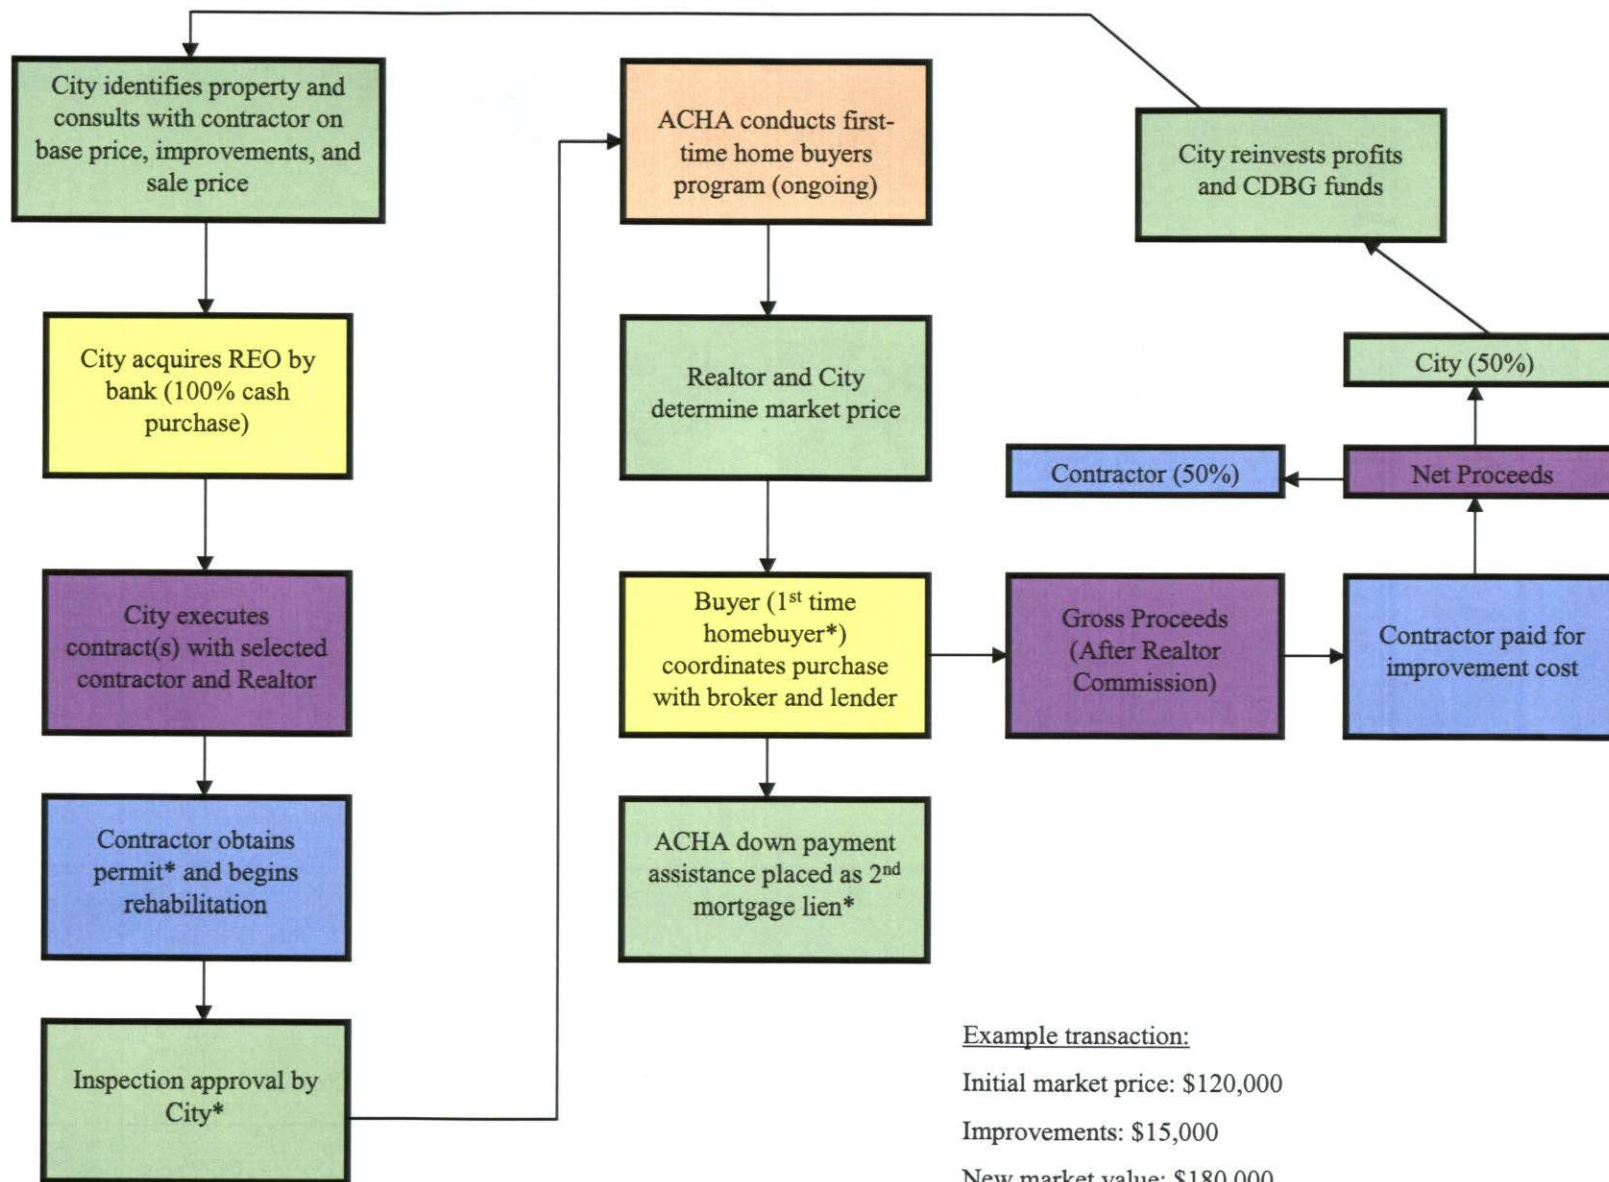 City identifies property and
consults with contractor on
base price, improvements, and
sale price
City acquires REO by
bank (100% cash
purchase)
City executes
contract(s) with selected
contractor and Realtor
Contractor obtains
permit* and begins
rehabilitation
Inspection approval by
City*
ACHA conducts first-
time home buyers
program (ongoing)
Realtor and City
determine market price
Buyer (1st time
homebuyer*)
coordinates purchase
with broker and lender
ACHA down payment
assistance placed as 2nd
mortgage lien*
Gross Proceeds
(After Realtor
Commission)
Contractor paid for
improvement cost
Net Proceeds
Contractor (50%)
City (50%)
City reinvests profits
and CDBG funds
Example transaction:
Initial market price: $120,000
Improvements: $15,000
New market value: $180,000